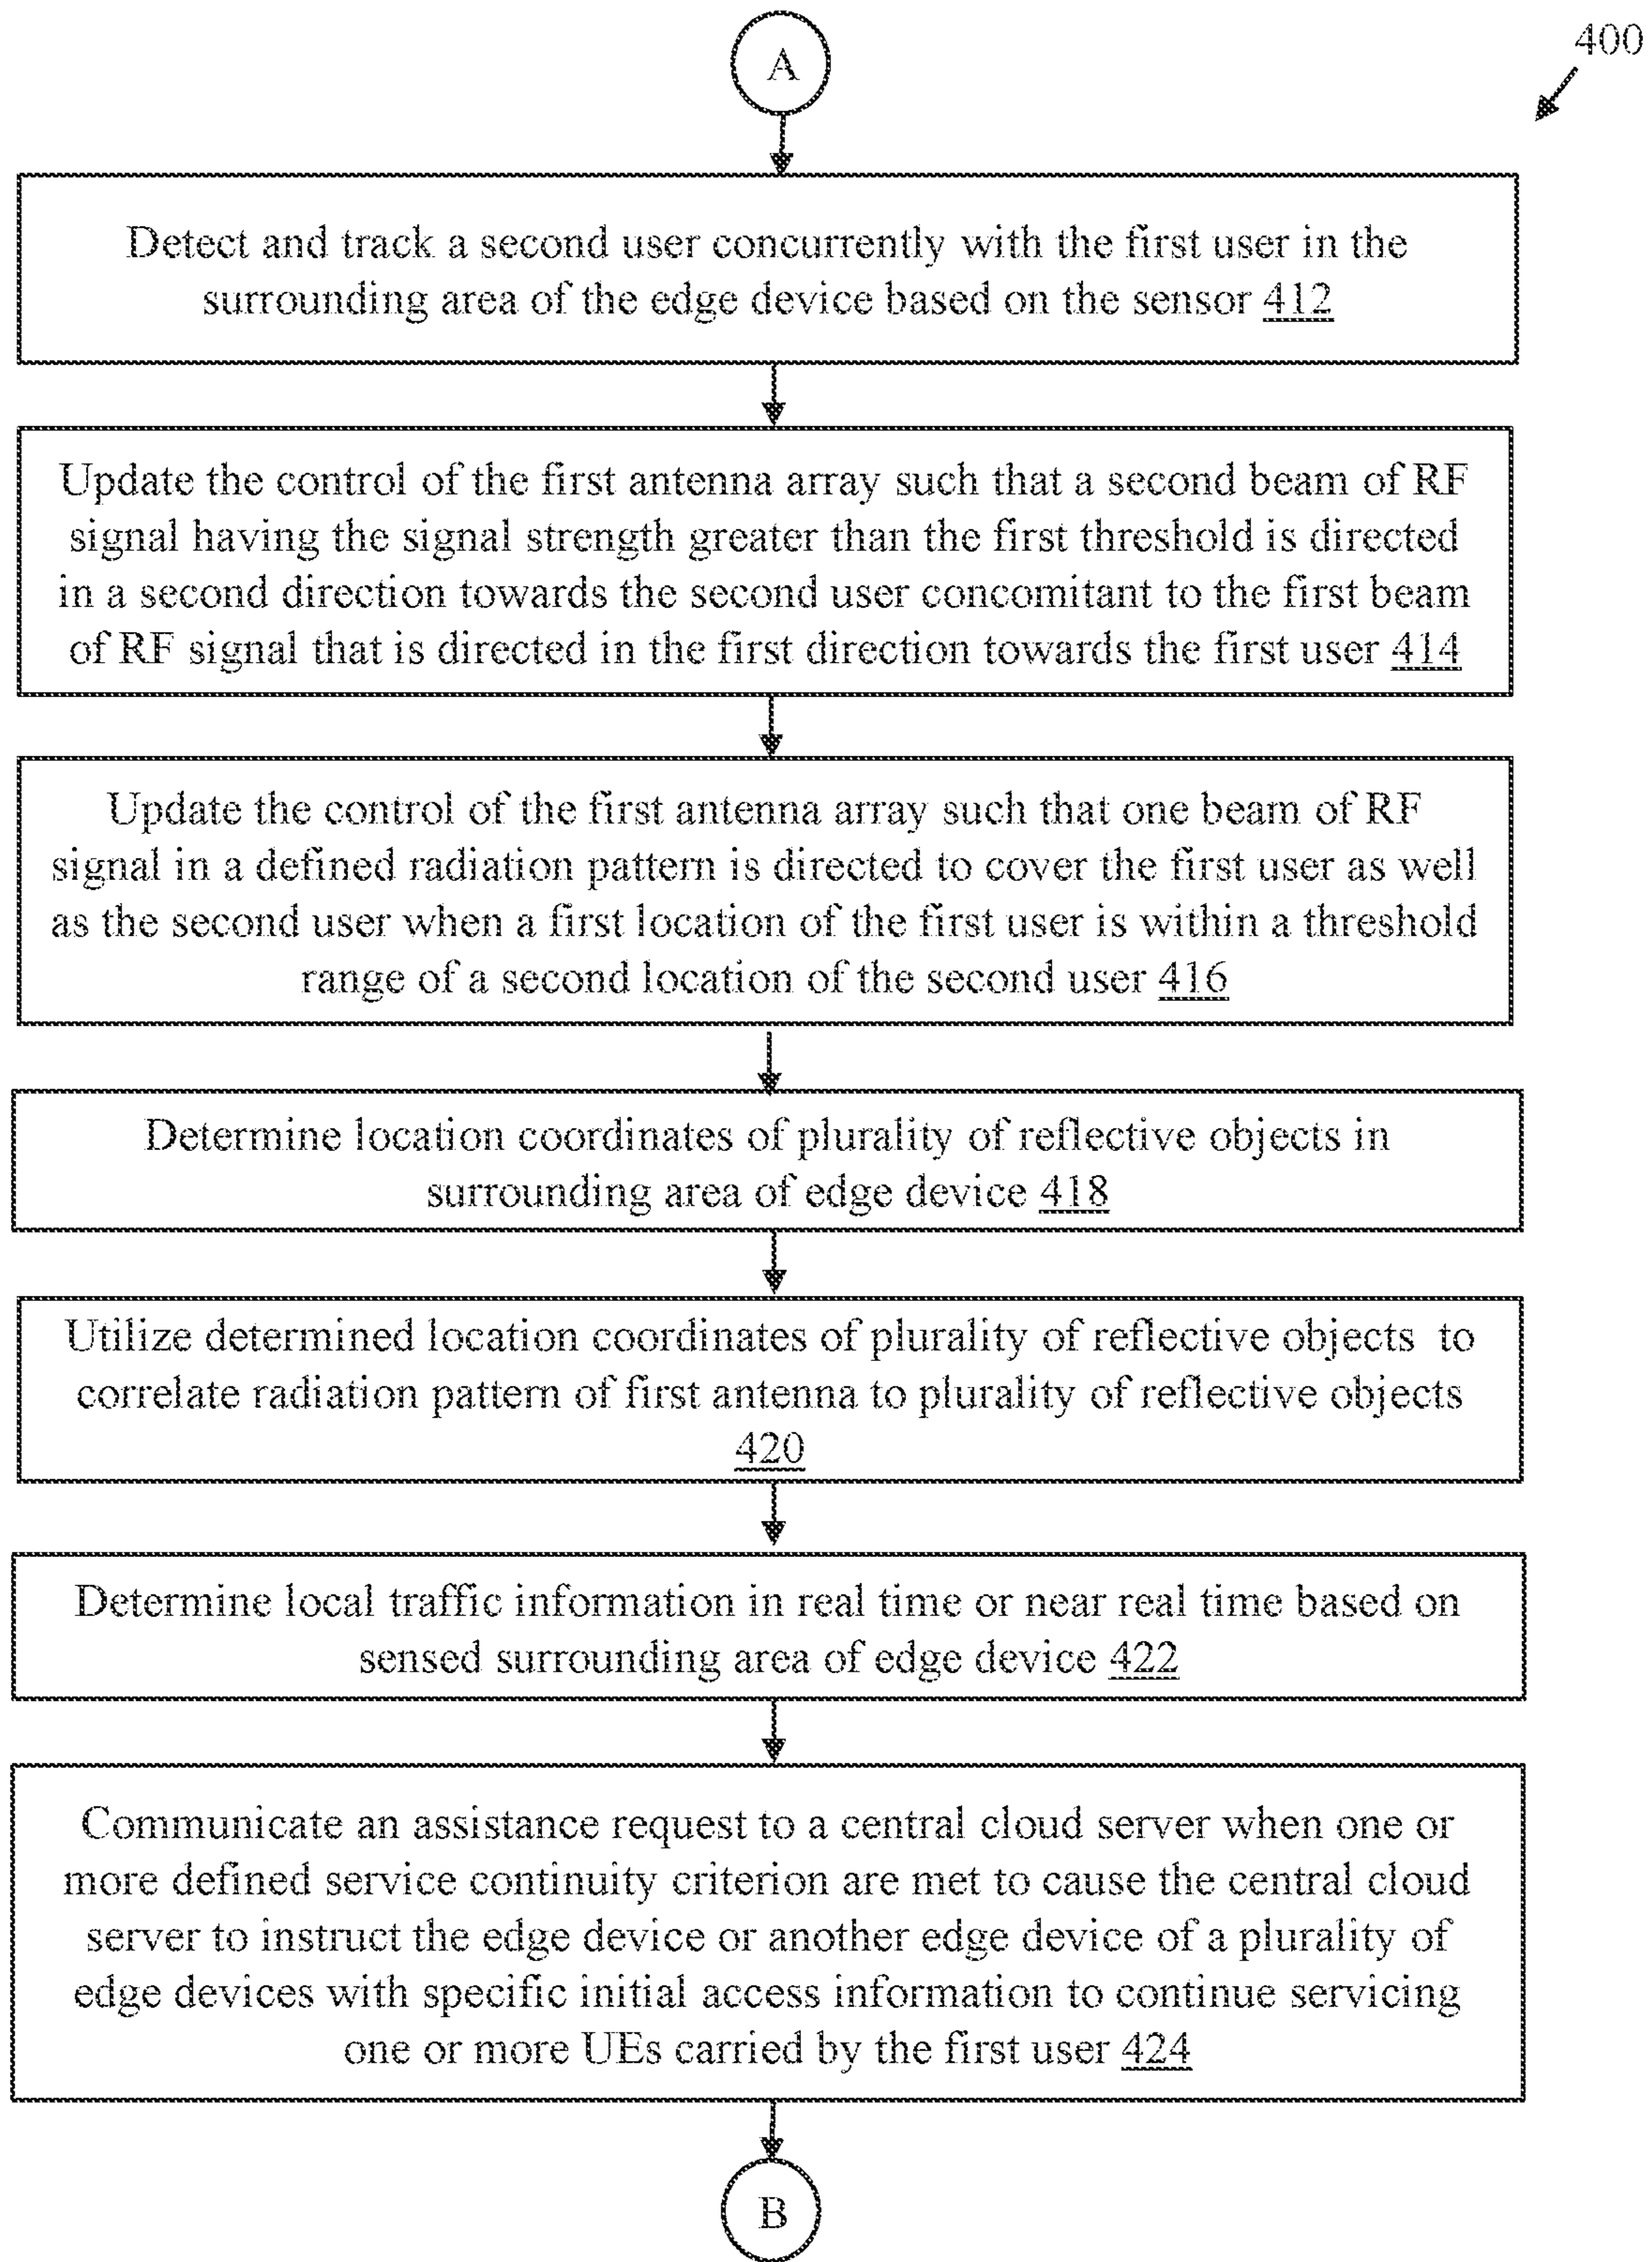 400
A
Detect and track a second user concurrently with the first user in the
surrounding area of the edge device based on the sensor 412
Update the control of the first antenna array such that a second beam of RF
signal having the signal strength greater than the first threshold is directed
in a second direction towards the second user concomitant to the first beam
of RF signal that is directed in the first direction towards the first user 414
Update the control of the first antenna array such that one beam of RF
signal in a defined radiation pattern is directed to cover the first user as well
as the second user when a first location of the first user is within a threshold
range of a second location of the second user 416
Determine location coordinates of plurality of reflective objects in
surrounding area of edge device 418
Utilize determined location coordinates of plurality of reflective objects to
correlate radiation pattern of first antenna to plurality of reflective objects
420
Determine local traffic information in real time or near real time based on
sensed surrounding area of edge device 422
Communicate an assistance request to a central cloud server when one or
more defined service continuity criterion are met to cause the central cloud
server to instruct the edge device or another edge device of a plurality of
edge devices with specific initial access information to continue servicing
one or more UEs carried by the first user 424
B